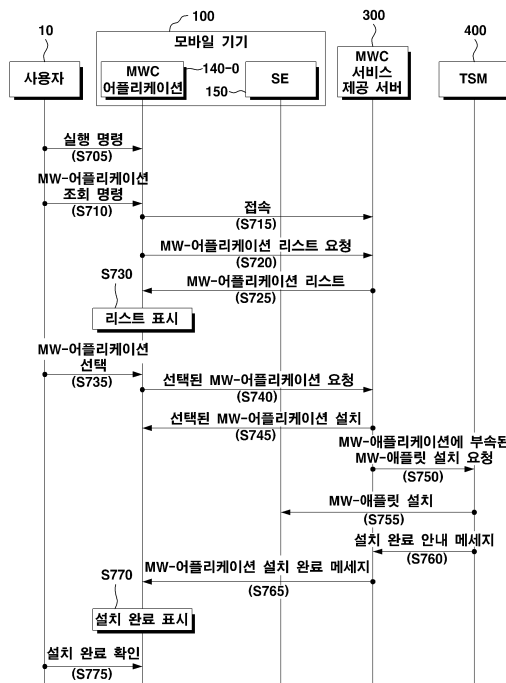 100
10
모바일 기기
300
400
사용자
MWC
어플리케이션
140-0
150
SE
MWC
서비스
제공 서버
TSM
실행 명령
(S705)
MW-어플리케이션
조회 명령
(S710)
접속
(S715)
MW-어플리케이션 리스트 요청
(S720)
S730
MW-어플리케이션 리스트
(S725)
리스트 표시
MW-어플리케이션
선택
(S735)
선택된 MW-어플리케이션 요청
(S740)
선택된 MW-어플리케이션 설치
(S745)
MW-애플리케이션에 부속된
MW-애플릿 설치 요청
(S750)
MW-애플릿 설치
(S755)
설치 완료 안내 메세지
(S760)
S770
MW-어플리케이션 설치 완료 메세지
(S765)
설치 완료 표시
설치 완료 확인
(S775)